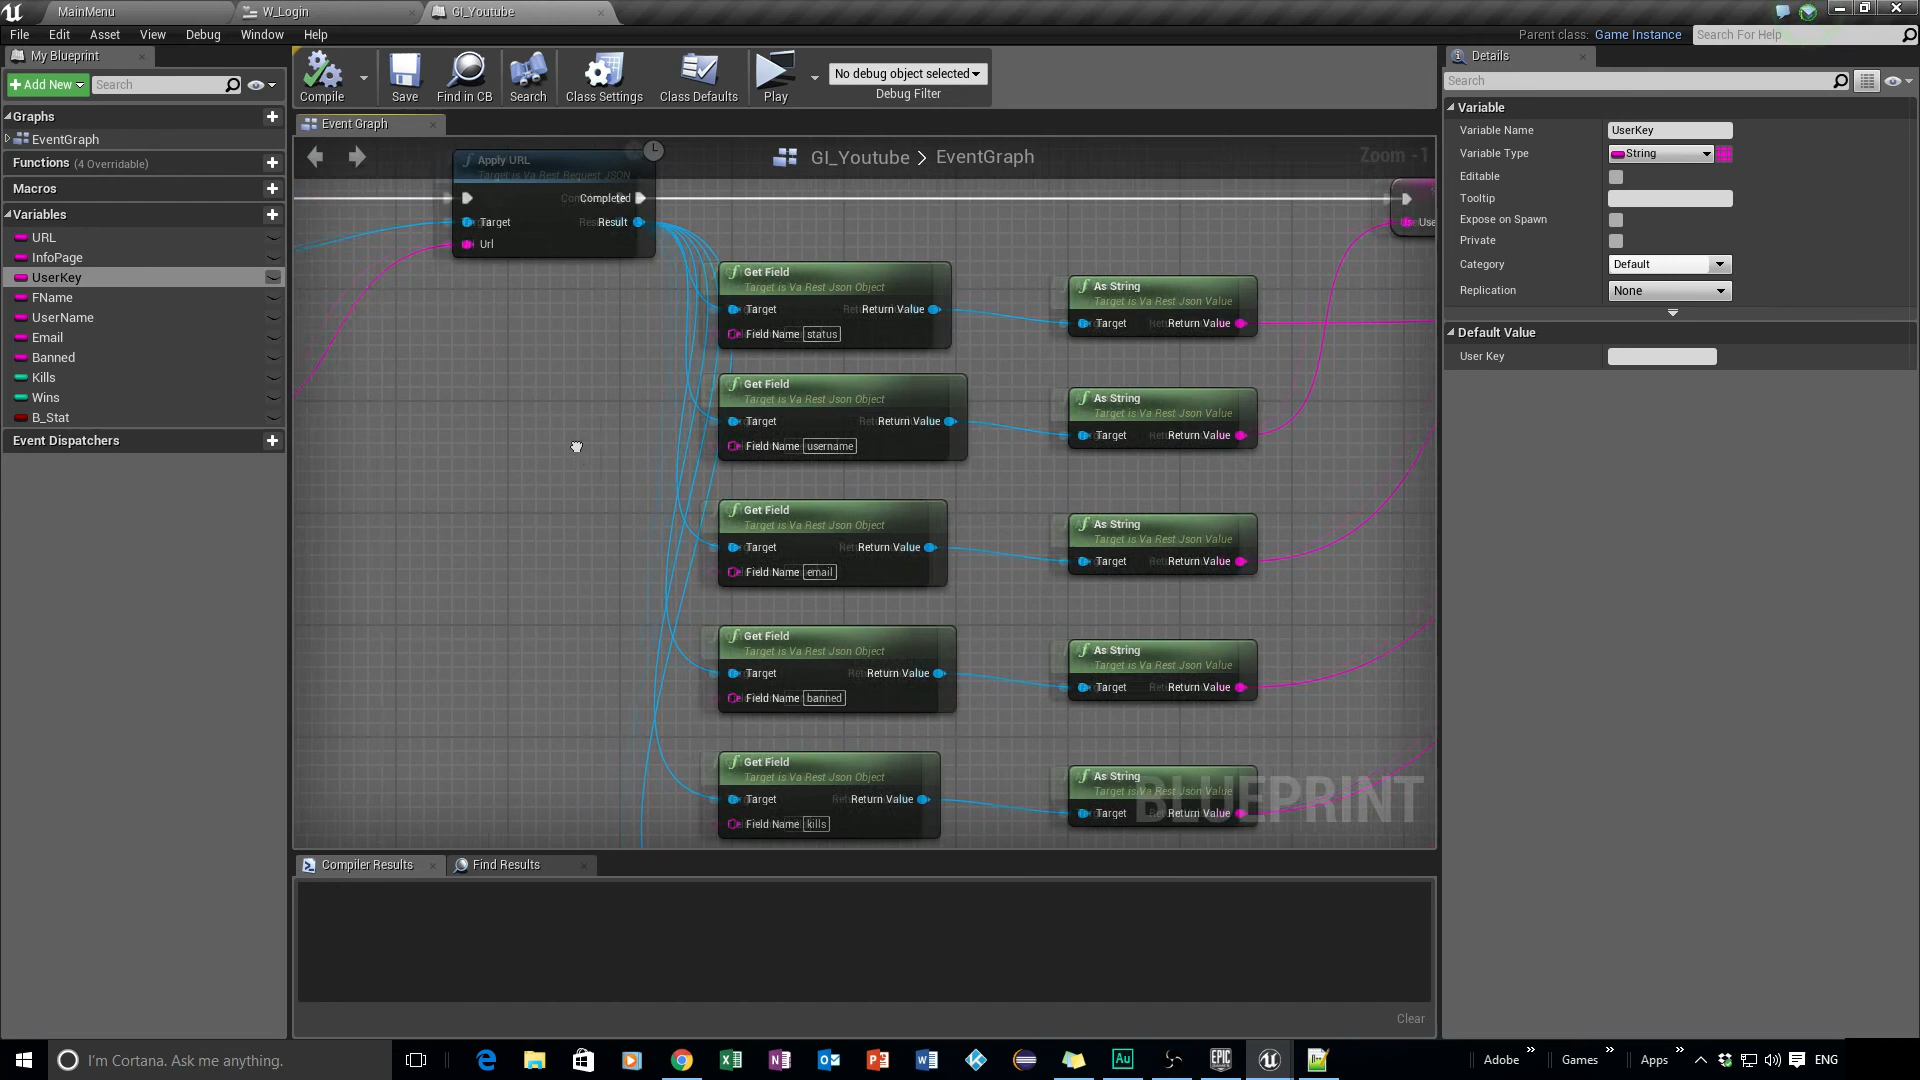 MainMenu
W_Login
GI_Youtube
File Edit Asset View Debug Window Help
Parent class: Game Instance
Search For Help
My Blueprint
Add New
Search
Graphs
EventGraph
Functions (4 Overridable)
Macros
Variables
URL
InfoPage
UserKey
FName
UserName
Email
Banned
Kills
Wins
B_Stat
Event Dispatchers
Compile
Save
Find in CB
Search
Class Settings
Class Defaults
Play
No debug object selected
Debug Filter
Event Graph
GI_Youtube > EventGraph
Zoom -1
Apply URL
Target is Va Rest Request JSON
Completed
Target Result
Url
Use
Get Field
Target is Va Rest Json Object
Target Return Value
Field Name status
As String
Target is Va Rest Json Value
Target Return Value
Get Field
Target is Va Rest Json Object
Target Return Value
Field Name username
As String
Target is Va Rest Json Value
Target Return Value
Get Field
Target is Va Rest Json Object
Target Return Value
Field Name email
As String
Target is Va Rest Json Value
Target Return Value
Get Field
Target is Va Rest Json Object
Target Return Value
Field Name banned
As String
Target is Va Rest Json Value
Target Return Value
Get Field
Target is Va Rest Json Object
Target Return Value
Field Name kills
As String
Target is Va Rest Json Value
Target Return Value
BLUEPRINT
Compiler Results
Find Results
Clear
Details
Search
Variable
Variable Name UserKey
Variable Type String
Editable
Tooltip
Expose on Spawn
Private
Category Default
Replication None
Default Value
User Key
I'm Cortana. Ask me anything.
Au
EPIC GAMES
Adobe
Games
Apps
ENG